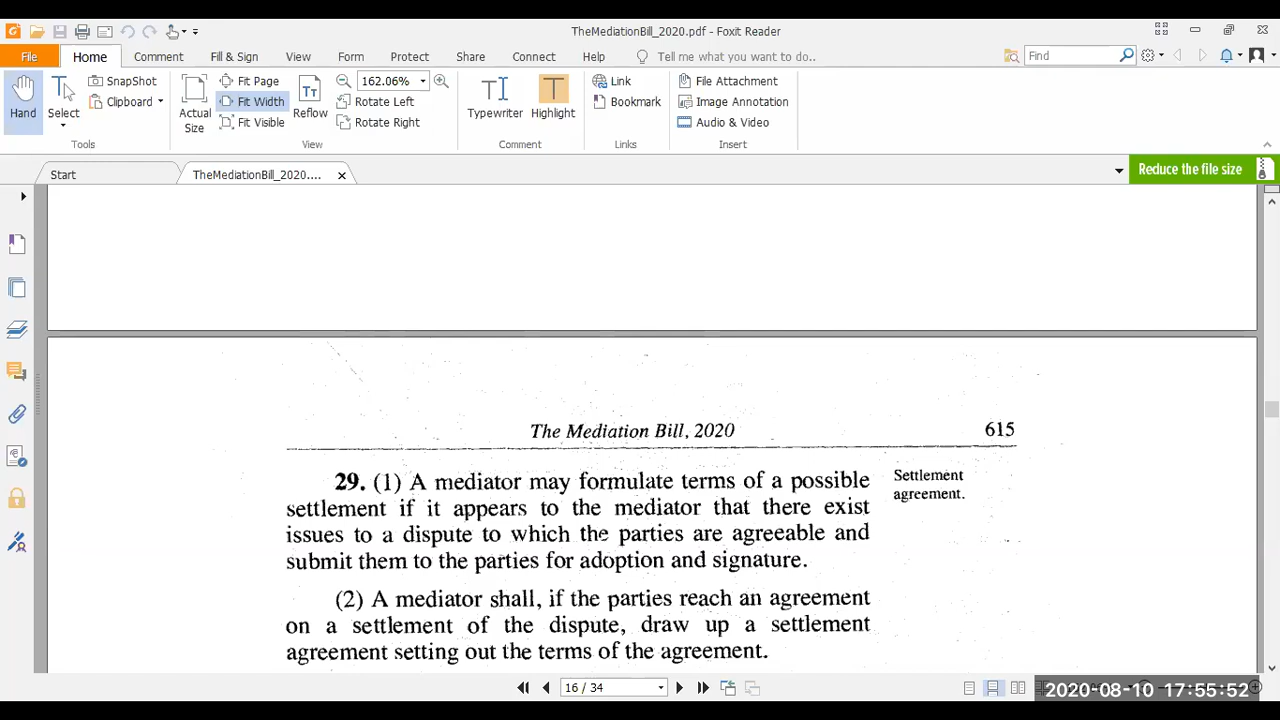 TheMediationBill_2020.pdf - Foxit Reader
File Home Comment Fill & Sign View Form Protect Share Connect Help Tell me what you want to do.. Find
Hand
Select
SnapShot
Clipboard
Tools
Actual Size
Fit Page
Fit Width
Fit Visible
Reflow
162.06%
Rotate Left
Rotate Right
View
Typewriter
Highlight
Comment
Link
Bookmark
Links
File Attachment
Image Annotation
Audio & Video
Insert
Start
TheMediationBill_2020....
Reduce the file size
The Mediation Bill, 2020 615
29. (1) A mediator may formulate terms of a possible
settlement if it appears to the mediator that there exist
issues to a dispute to which the parties are agreeable and
submit them to the parties for adoption and signature.
Settlement
agreement.
(2) A mediator shall, if the parties reach an agreement
on a settlement of the dispute, draw up a settlement
agreement setting out the terms of the agreement.
16 / 34
2020-08-10 17:55:52